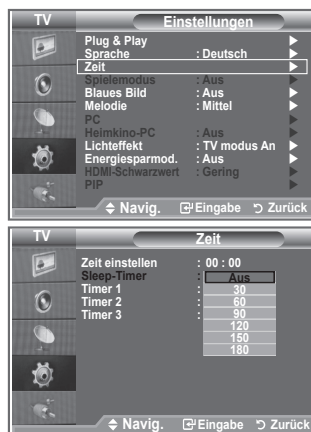 TV Einstellungen
Plug & Play
Sprache : Deutsch
Zeit
Spielemodus : Aus
Blaues Bild : Aus
Melodie : Mittel
PC
Heimkino-PC : Aus
Lichteffekt : TV modus An
Energiesparmod. : Aus
HDMI-Schwarzwert : Gering
PIP
Navig. Eingabe Zurück
TV Zeit
Zeit einstellen : 00 : 00
Sleep-Timer : Aus
Timer 1 : 30
Timer 2 : 60
Timer 3 : 90
120
150
180
Navig. Eingabe Zurück